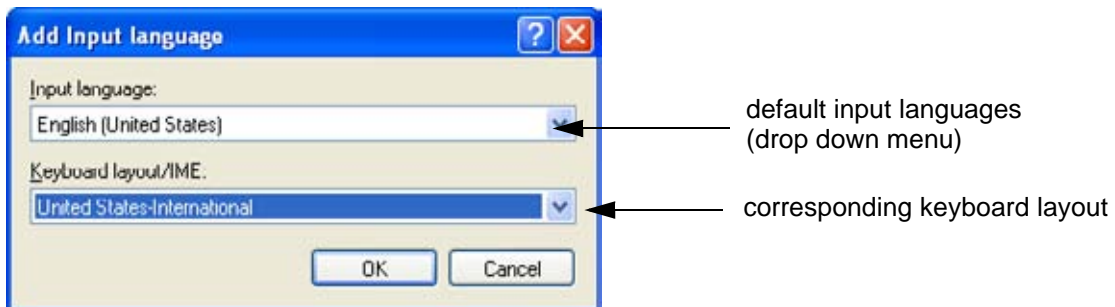 Add Input language
Input language:
English (United States)
default input languages
(drop down menu)
Keyboard layout/IME:
United States-International
corresponding keyboard layout
OK
Cancel